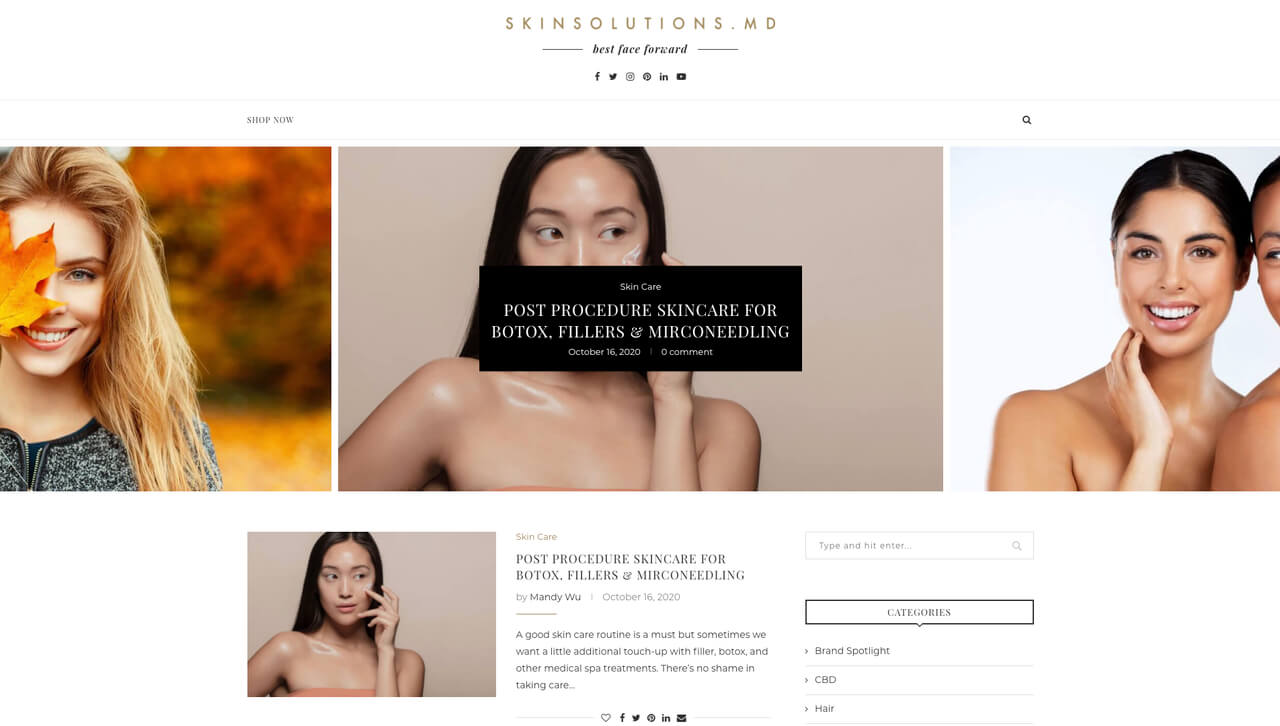 SKINSOLUTIONS.MD
best face forward
SHOP NOW
Skin Care
POST PROCEDURE SKINCARE FOR
BOTOX, FILLERS & MIRCONEEDLING
October 16, 2020 | 0 comment
Skin Care
POST PROCEDURE SKINCARE FOR
BOTOX, FILLERS & MIRCONEEDLING
by Mandy Wu | October 16, 2020
A good skin care routine is a must but sometimes we
want a little additional touch-up with filler, botox, and
other medical spa treatments. There’s no shame in
taking care…
Type and hit enter...
CATEGORIES
Brand Spotlight
CBD
Hair